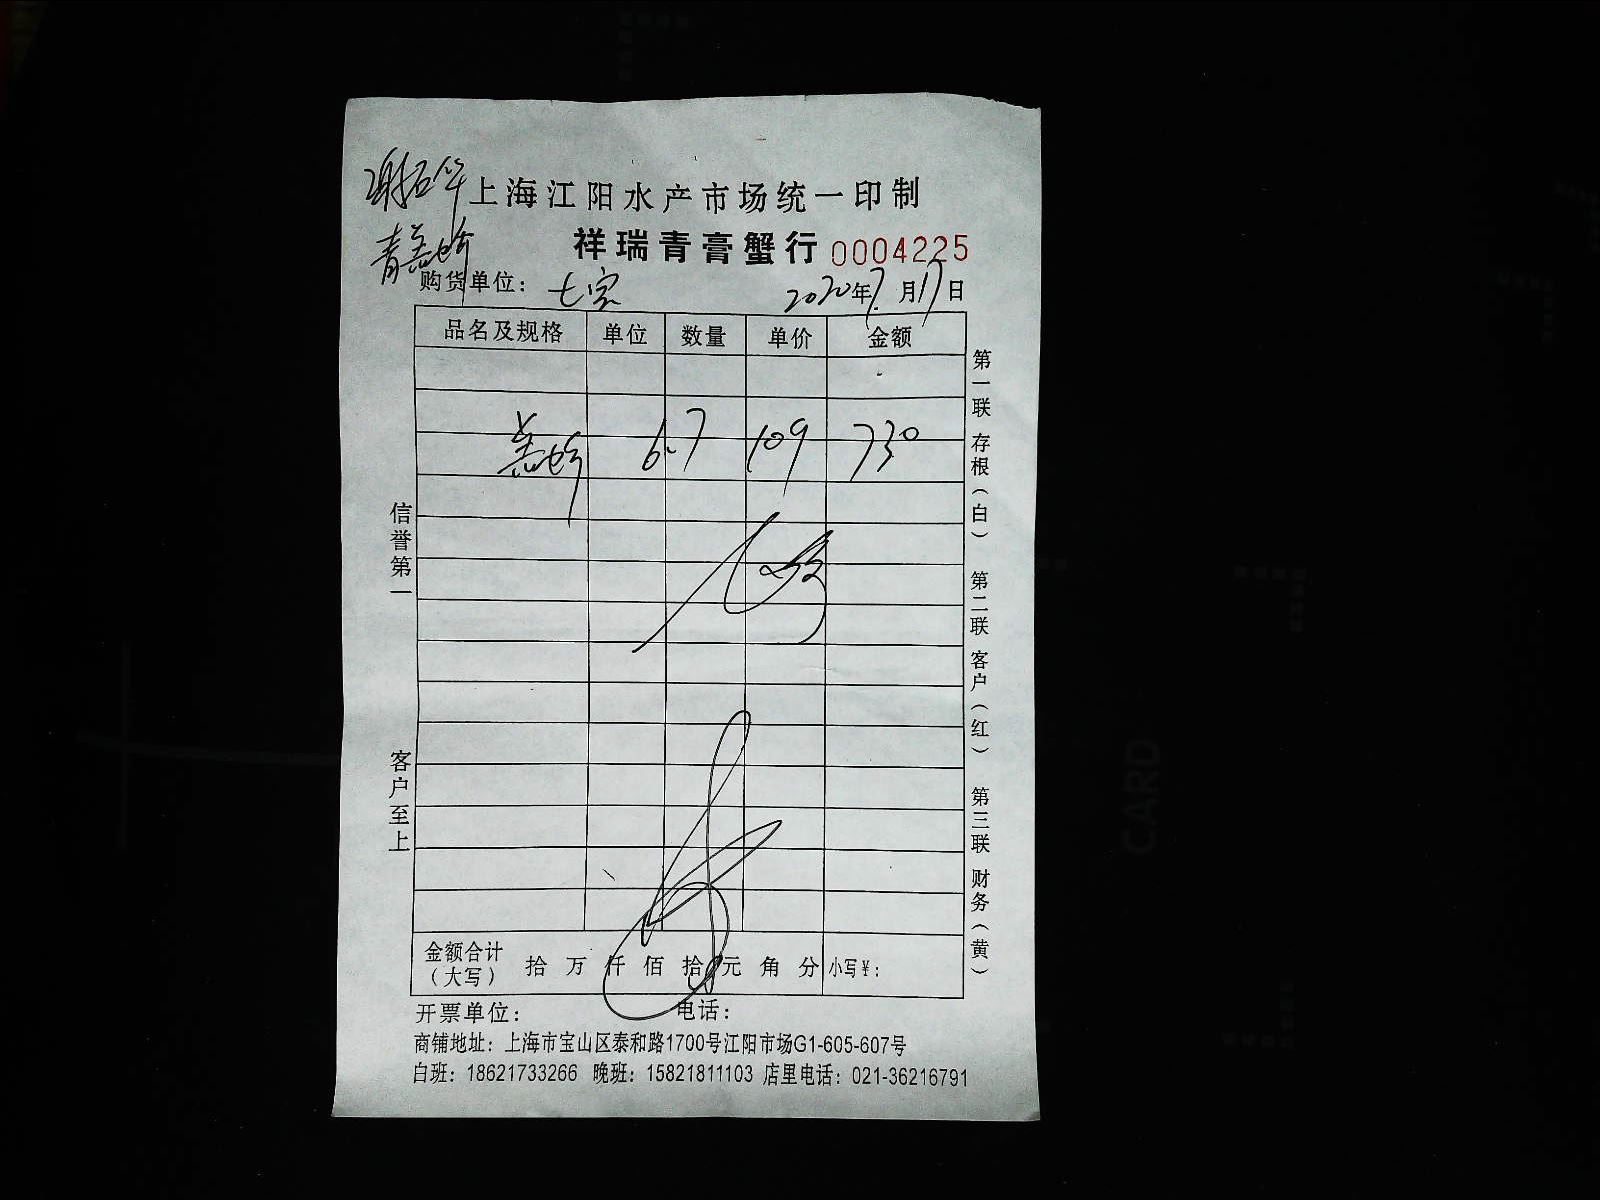 上海江阳水产市场统一印制
祥瑞青膏蟹行 0004225
购货单位： 七宝 2020年7月17日
品名及规格 单位 数量 单价 金额
6.7 109 730
信誉第一
客户至上
第一联 存根（白） 第二联 客户（红） 第三联 财务（黄）
金额合计
（大写） 拾 万 仟 佰 拾 元 角 分 小写¥：
开票单位： 电话：
商铺地址：上海市宝山区泰和路1700号江阳市场G1-605-607号
白班：18621733266 晚班：15821811103 店里电话：021-36216791